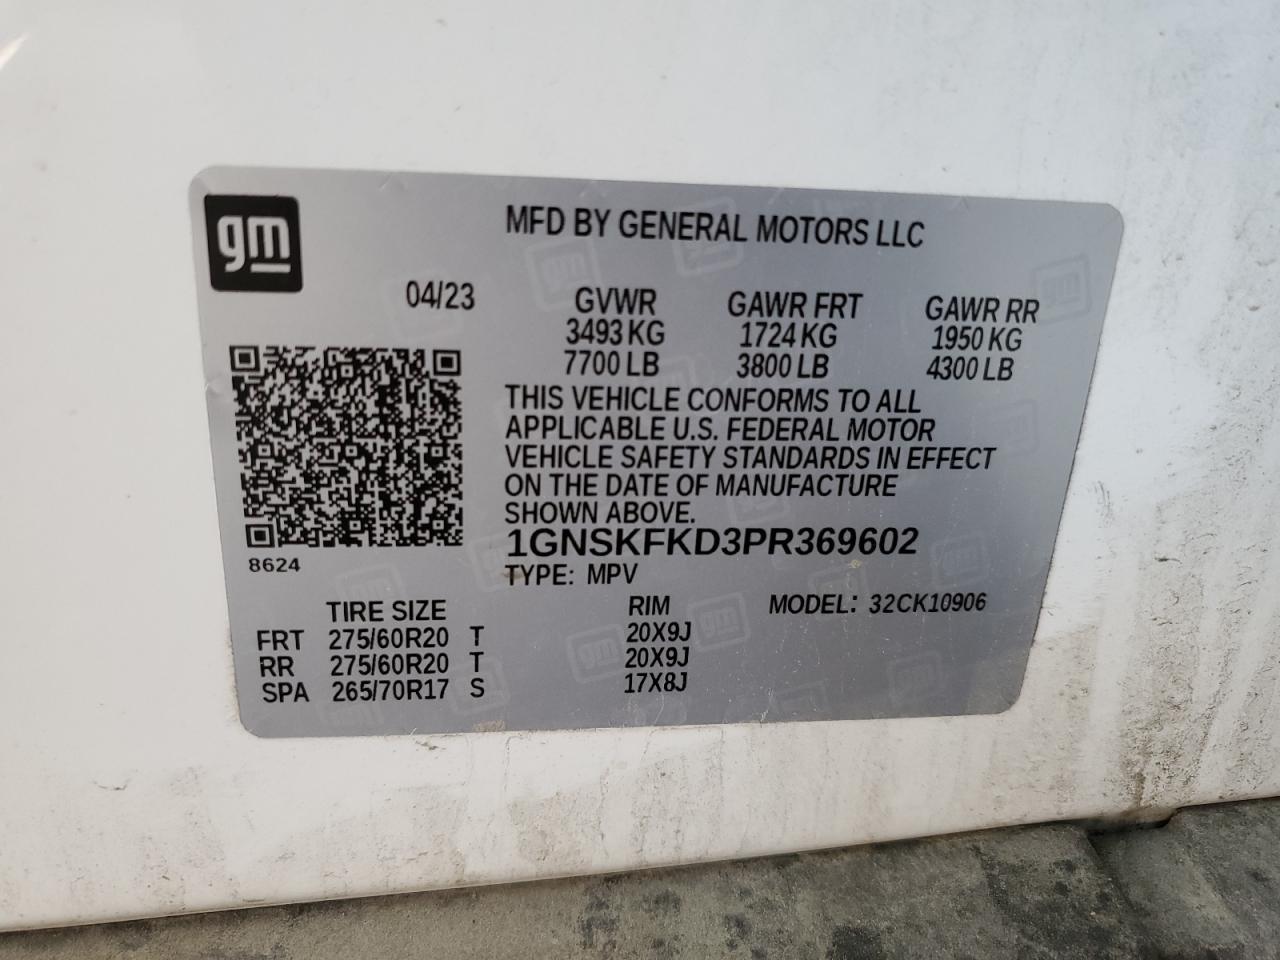 gm
MFD BY GENERAL MOTORS LLC
04/23 GVWR GAWR FRT GAWR RR
3493 KG 1724 KG 1950 KG
7700 LB 3800 LB 4300 LB
THIS VEHICLE CONFORMS TO ALL
APPLICABLE U.S. FEDERAL MOTOR
VEHICLE SAFETY STANDARDS IN EFFECT
ON THE DATE OF MANUFACTURE
SHOWN ABOVE.
1GNSKFKD3PR369602
8624
TYPE: MPV
TIRE SIZE RIM MODEL: 32CK10906
FRT 275/60R20 T 20X9J
RR 275/60R20 T 20X9J
SPA 265/70R17 S 17X8J